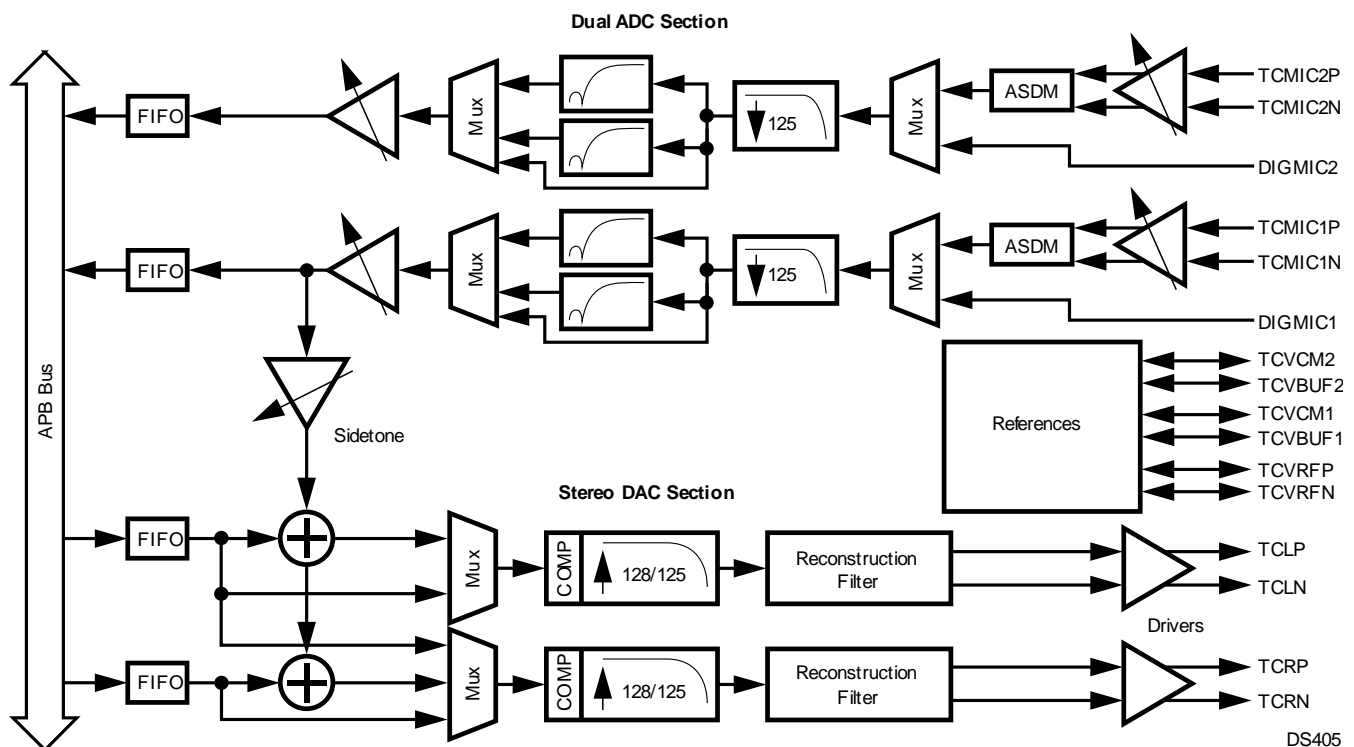 Dual ADC Section
TCMIC2P
TCMIC2N
ASDM
Mux
125
Mux
FIFO
DIGMIC2
TCMIC1P
TCMIC1N
ASDM
Mux
125
Mux
FIFO
DIGMIC1
APB Bus
Sidetone
References
TCVCM2
TCVBUF2
TCVCM1
TCVBUF1
TCVRFP
TCVRFN
Stereo DAC Section
FIFO
Mux
COMP
128/125
Reconstruction
Filter
TCLP
TCLN
Drivers
FIFO
Mux
COMP
128/125
Reconstruction
Filter
TCRP
TCRN
DS405